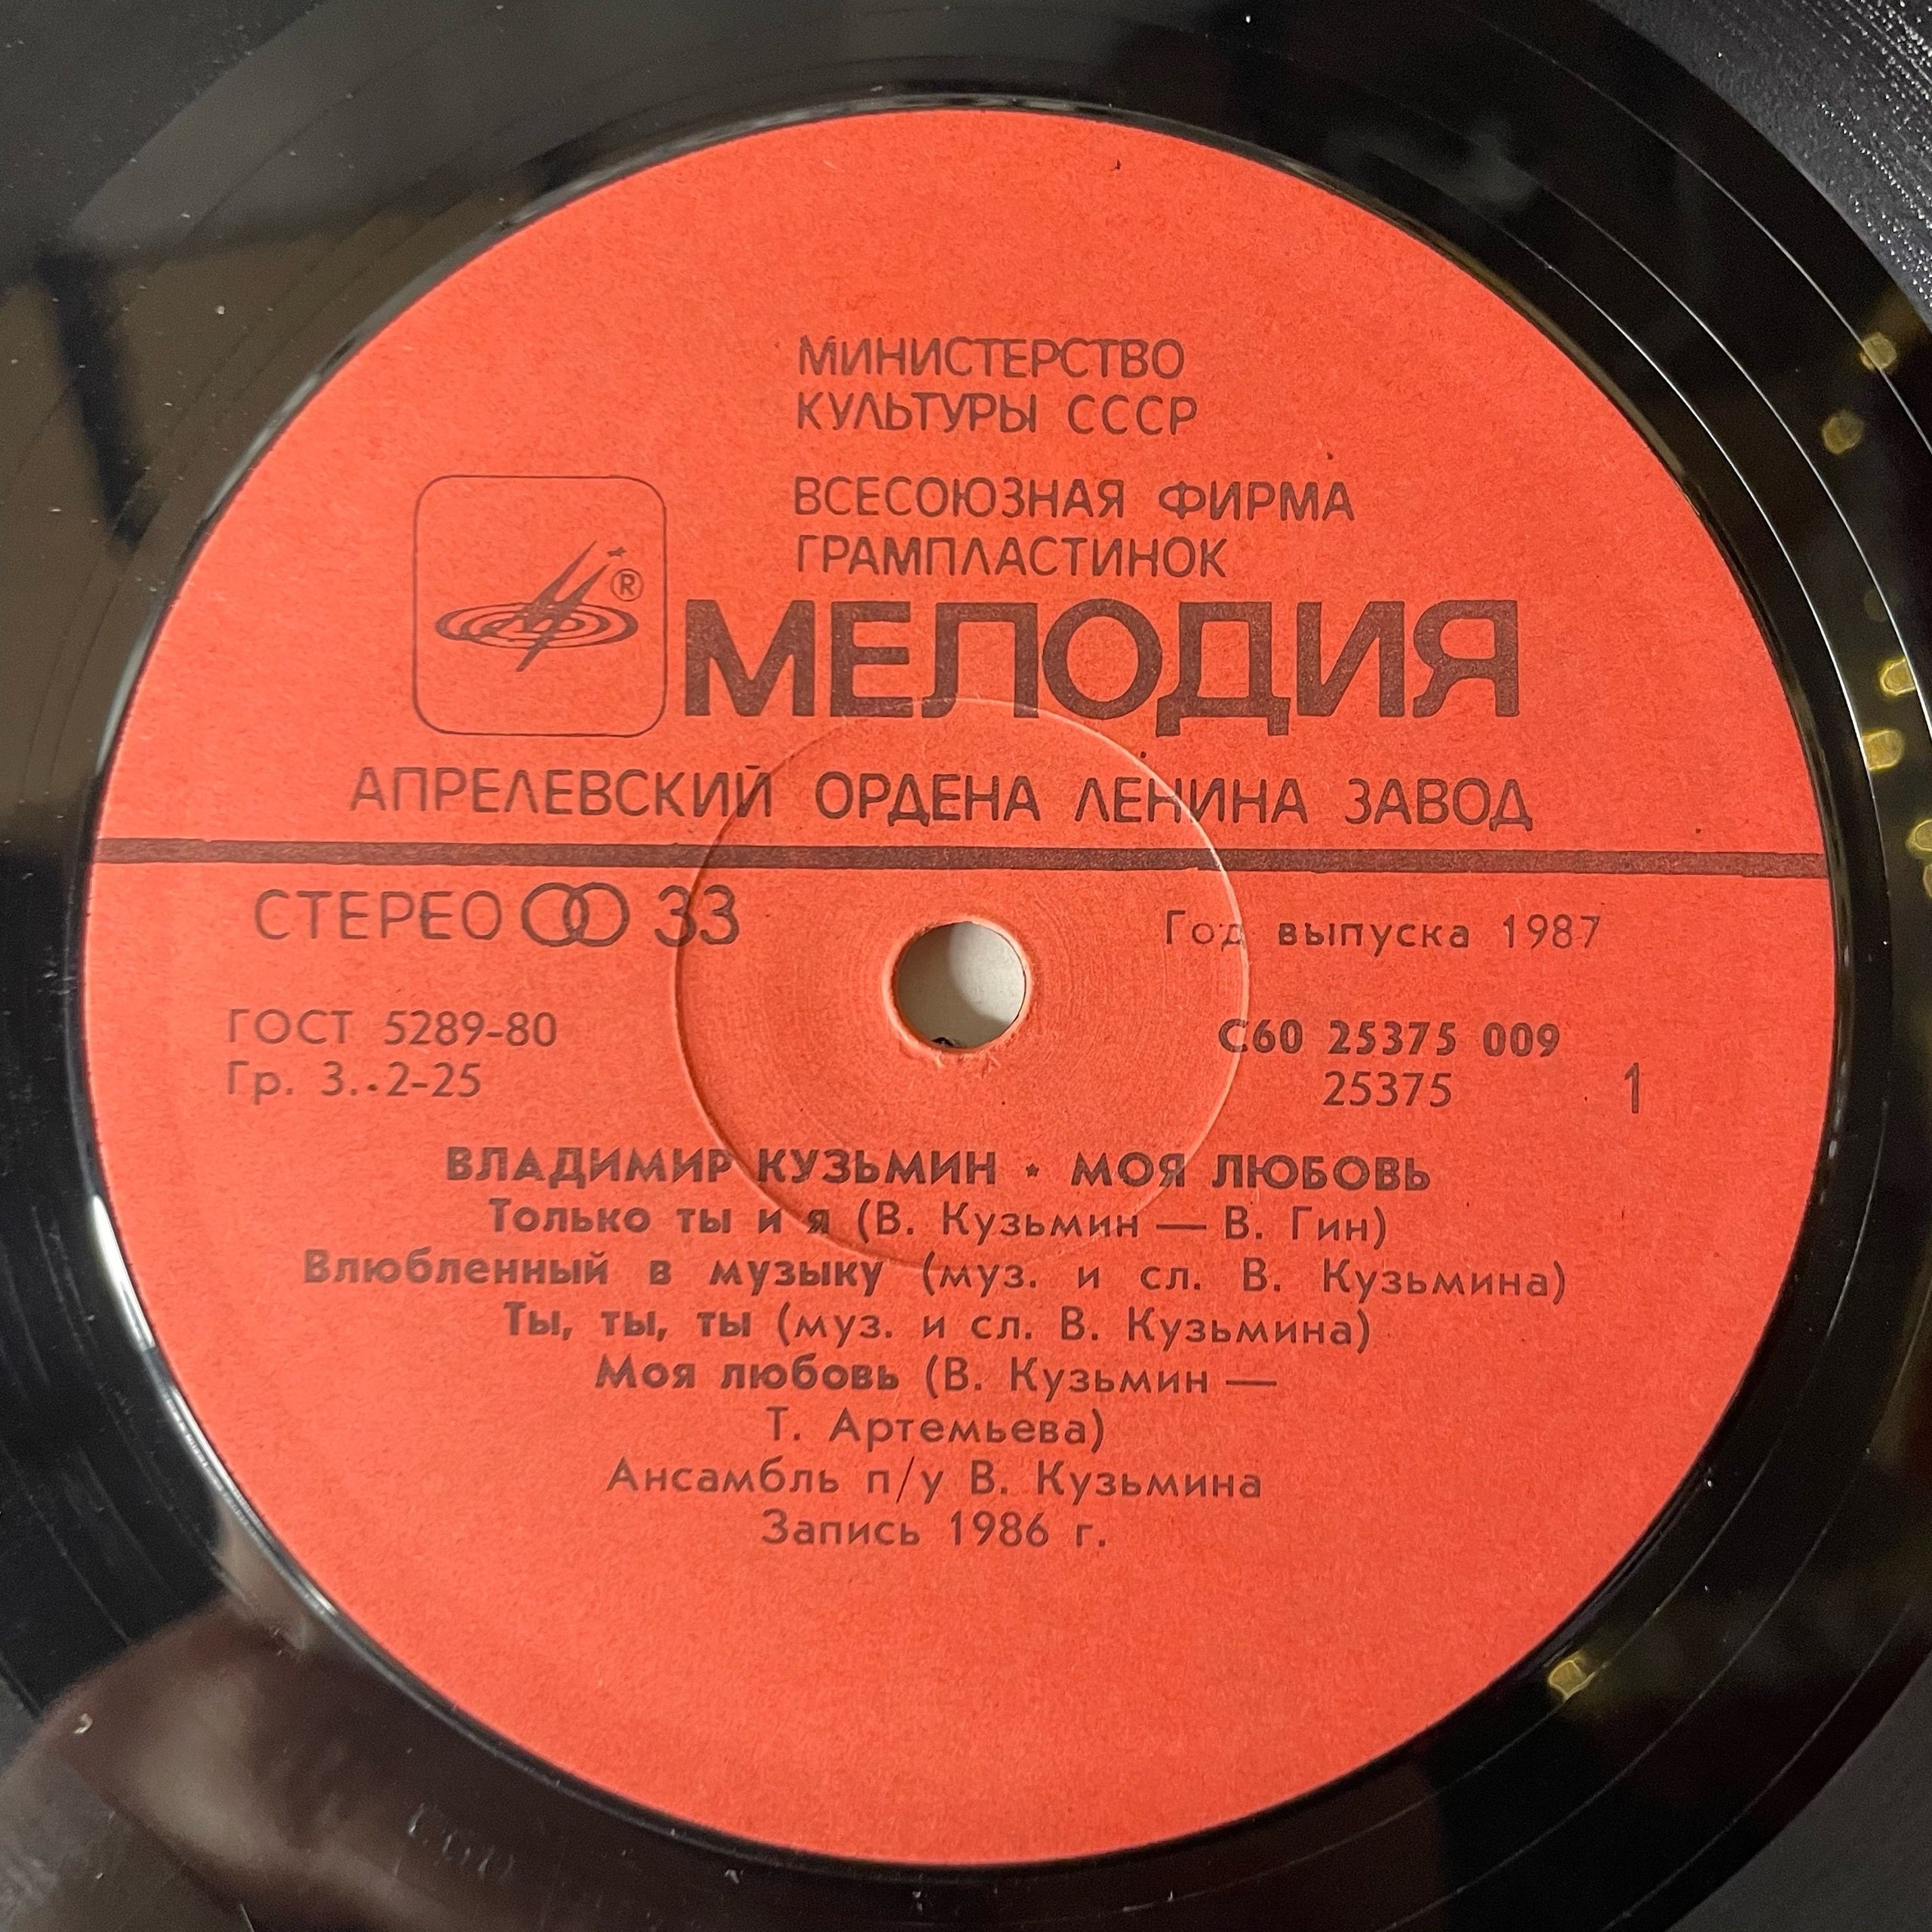 МИНИСТЕРСТВО
КУЛЬТУРЫ СССР
ВСЕСОЮЗНАЯ ФИРМА
ГРАМПЛАСТИНОК
®
МЕЛОДИЯ
АПРЕЛЕВСКИЙ ОРДЕНА ЛЕНИНА ЗАВОД
СТЕРЕО 33
Год выпуска 1987
ГОСТ 5289-80
Гр. 3..2-25
С60 25375 009
25375 1
ВЛАДИМИР КУЗЬМИН * МОЯ ЛЮБОВЬ
Только ты и я (В. Кузьмин — В. Гин)
Влюбленный в музыку (муз. и сл. В. Кузьмина)
Ты, ты, ты (муз. и сл. В. Кузьмина)
Моя любовь (В. Кузьмин —
Т. Артемьева)
Ансамбль п/у В. Кузьмина
Запись 1986 г.